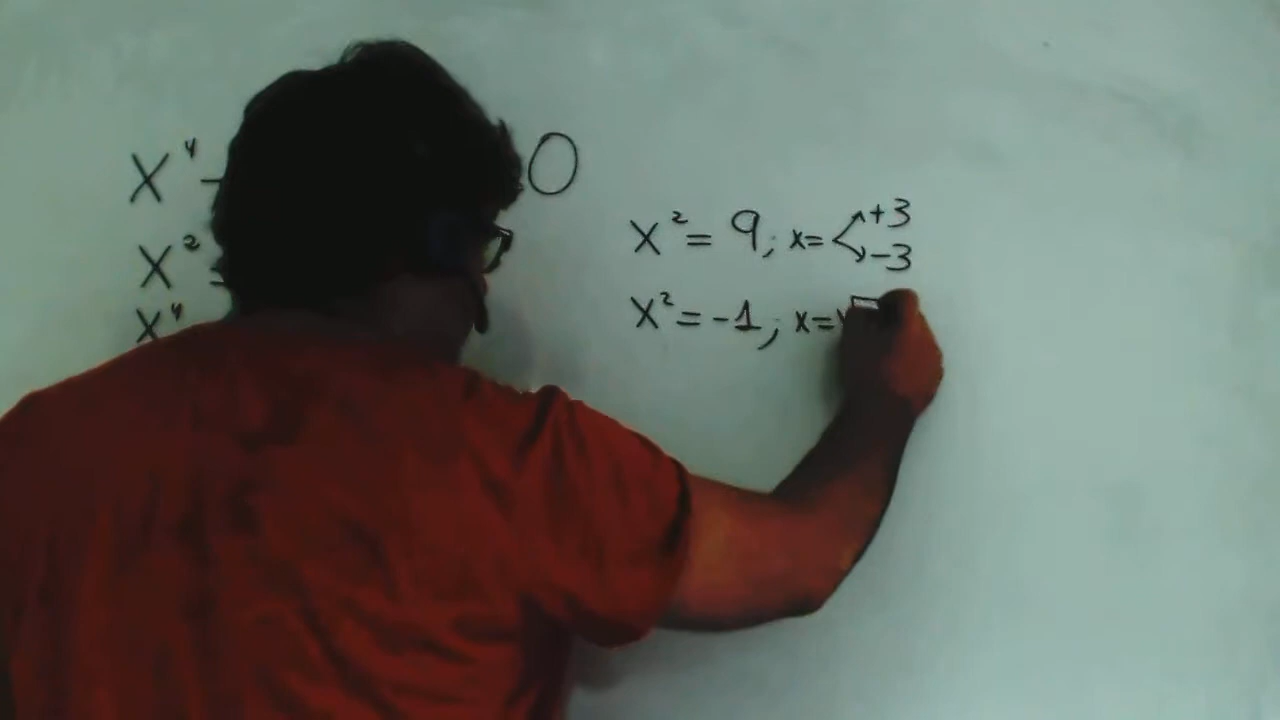 X⁴ - 0
X² =
X⁴
X² = 9; x= +3
-3
X² = -1; x=√